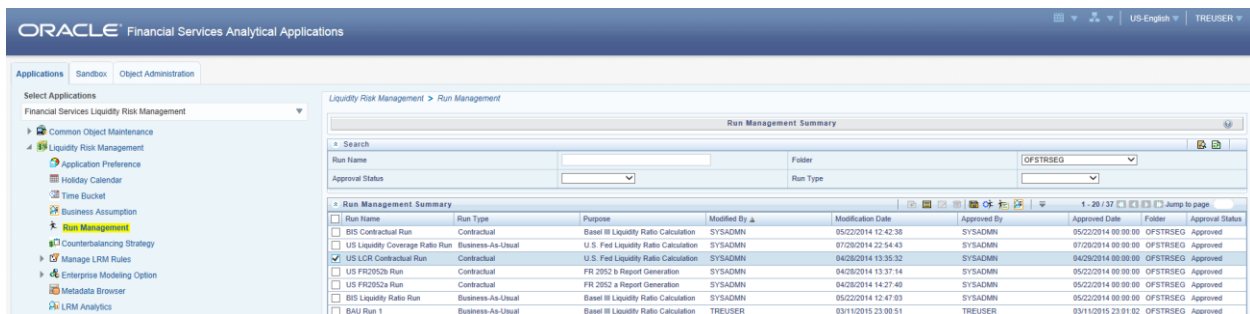 US-English TREUSER
ORACLE Financial Services Analytical Applications
Applications Sandbox Object Administration
Select Applications
Financial Services Liquidity Risk Management
Common Object Maintenance
Liquidity Risk Management
Application Preference
Holiday Calendar
Time Bucket
Business Assumption
Run Management
Counterbalancing Strategy
Manage LRM Rules
Enterprise Modeling Option
Metadata Browser
LRM Analytics
Liquidity Risk Management > Run Management
Run Management Summary
Search
Run Name Folder OFSTRSEG
Approval Status Run Type
Run Management Summary 1 - 20 / 37 Jump to page
Run Name Run Type Purpose Modified By Modification Date Approved By Approved Date Folder Approval Status
BIS Contractual Run Contractual Basel III Liquidity Ratio Calculation SYSADMN 05/22/2014 12:42:38 SYSADMN 05/22/2014 00:00:00 OFSTRSEG Approved
US Liquidity Coverage Ratio Run Business-As-Usual U.S. Fed Liquidity Ratio Calculation SYSADMN 07/20/2014 22:54:43 SYSADMN 07/20/2014 00:00:00 OFSTRSEG Approved
US LCR Contractual Run Contractual U.S. Fed Liquidity Ratio Calculation SYSADMN 04/28/2014 13:35:32 SYSADMN 04/29/2014 00:00:00 OFSTRSEG Approved
US FR2052b Run Contractual FR 2052 b Report Generation SYSADMN 04/28/2014 13:37:14 SYSADMN 05/22/2014 00:00:00 OFSTRSEG Approved
US FR2052a Run Contractual FR 2052 a Report Generation SYSADMN 04/28/2014 14:27:40 SYSADMN 05/22/2014 00:00:00 OFSTRSEG Approved
BIS Liquidity Ratio Run Business-As-Usual Basel III Liquidity Ratio Calculation SYSADMN 05/22/2014 12:47:03 SYSADMN 05/22/2014 00:00:00 OFSTRSEG Approved
BAU Run 1 Business-As-Usual Basel III Liquidity Ratio Calculation TREUSER 03/11/2015 23:00:51 TREUSER 03/11/2015 23:01:02 OFSTRSEG Approved